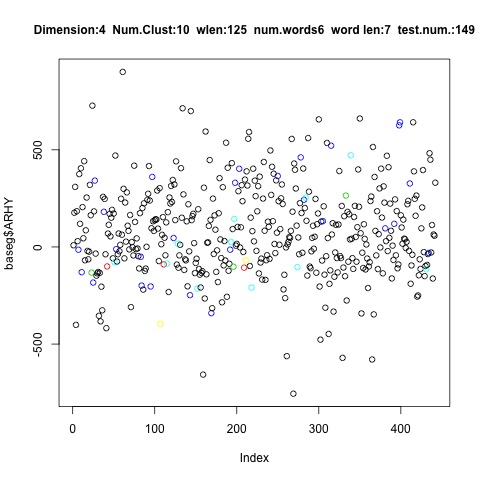 Dimension:4 Num.Clust:10 wlen:125 num.words6 word len:7 test.num.:149
baseg$ARHY
500
0
-500
0 100 200 300 400
Index